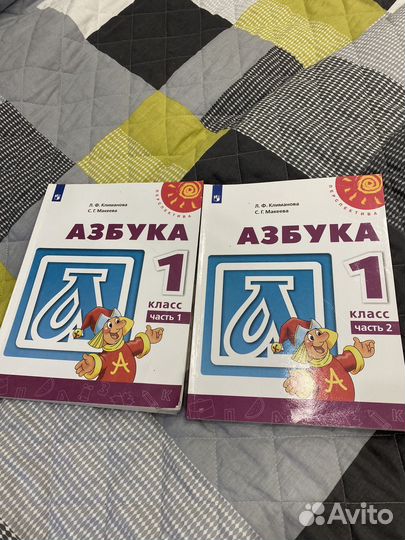 ПЕРСПЕКТИВА
Л. Ф. Климанова
С. Г. Макеева
АЗБУКА
1
КЛАСС
ЧАСТЬ 1
А
К
ПЕРСПЕКТИВА
Л. Ф. Климанова
С. Г. Макеева
АЗБУКА
1
КЛАСС
ЧАСТЬ 2
А
П
А
К
Avito